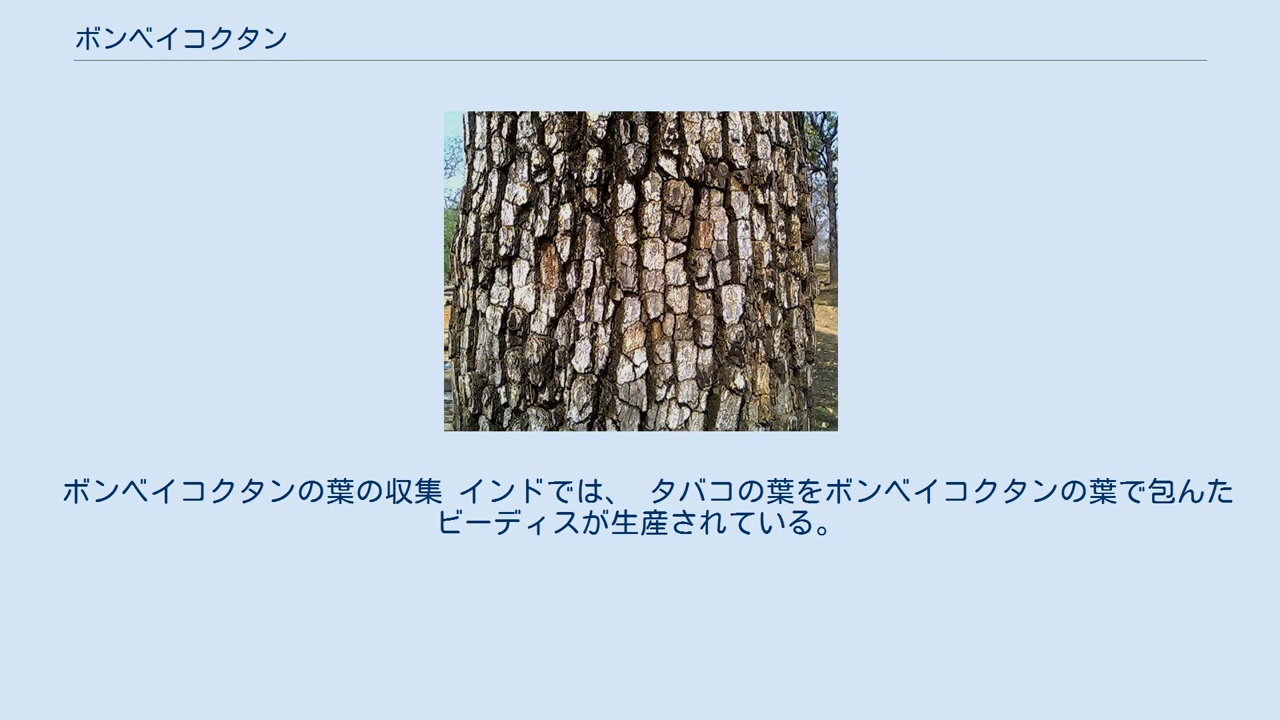 ボンベイコクタン
ボンベイコクタンの葉の収集 インドでは、 タバコの葉をボンベイコクタンの葉で包んた
ビーディスが生産されている。